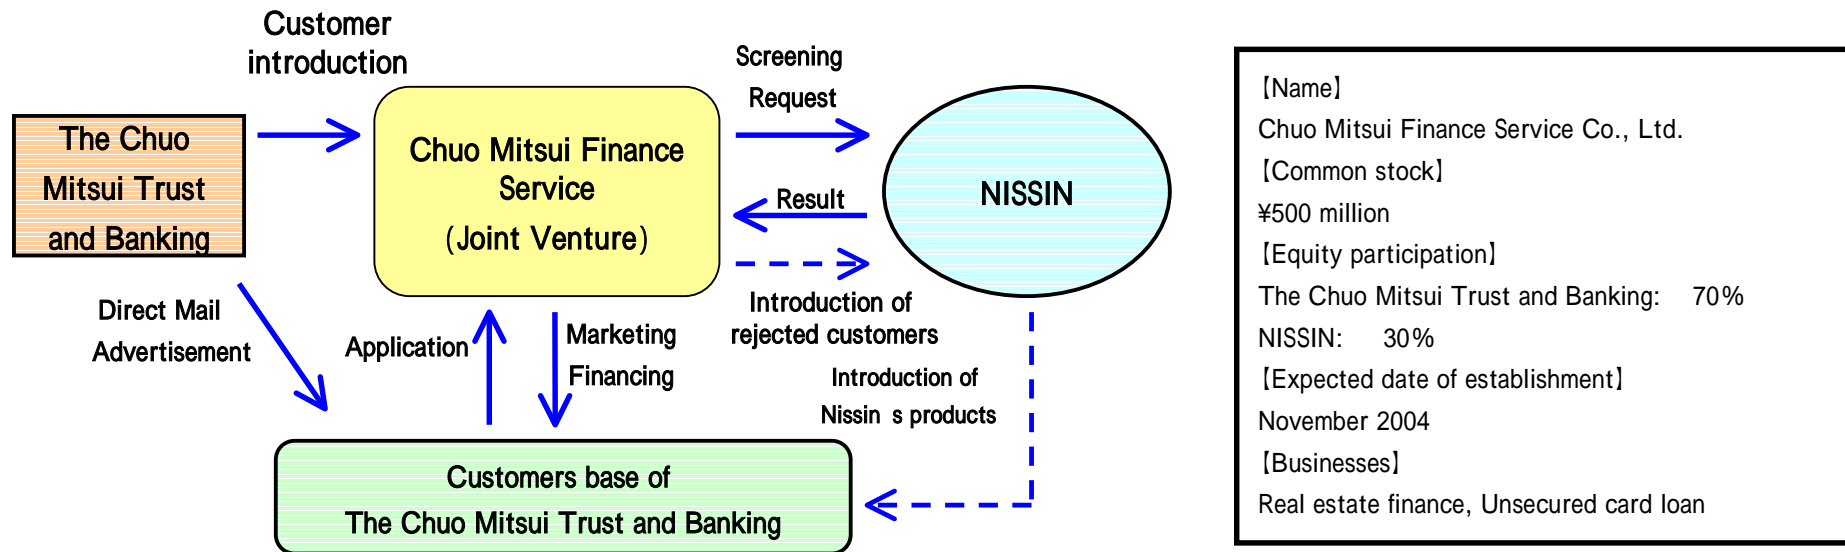 Customer
introduction
The Chuo
Mitsui Trust
and Banking
Chuo Mitsui Finance
Service
(Joint Venture)
Screening
Request
Result
NISSIN
Introduction of
rejected customers
Direct Mail
Advertisement
Application
Marketing
Financing
Introduction of
Nissin s products
Customers base of
The Chuo Mitsui Trust and Banking
【Name】
Chuo Mitsui Finance Service Co., Ltd.
【Common stock】
¥500 million
【Equity participation】
The Chuo Mitsui Trust and Banking: 70%
NISSIN: 30%
【Expected date of establishment】
November 2004
【Businesses】
Real estate finance, Unsecured card loan